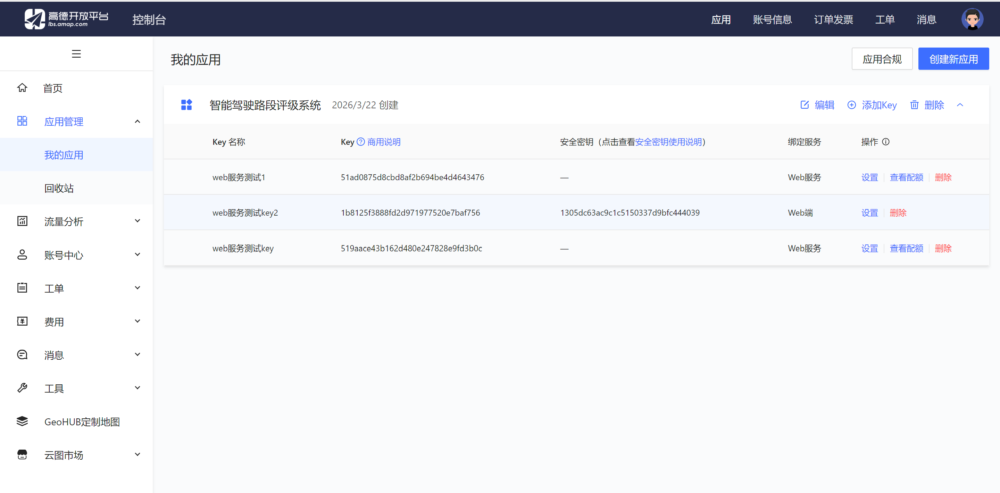 高德开放平台
lbs.amap.com
控制台
应用
账号信息
订单发票
工单
消息
首页
应用管理
我的应用
回收站
流量分析
账号中心
工单
费用
消息
工具
GeoHUB定制地图
云图市场
我的应用
应用合规
创建新应用
智能驾驶路段评级系统 2026/3/22 创建
编辑 添加Key 删除
Key 名称 Key 商用说明 安全密钥（点击查看安全密钥使用说明） 绑定服务 操作
web服务测试1 51ad0875d8cbd8af2b694be4d4643476 — Web服务 设置 查看配额 删除
web服务测试key2 1b8125f3888fd2d971977520e7baf756 1305dc63ac9c1c5150337d9bfc444039 Web端 设置 删除
web服务测试key 519aace43b162d480e247828e9fd3b0c — Web服务 设置 查看配额 删除